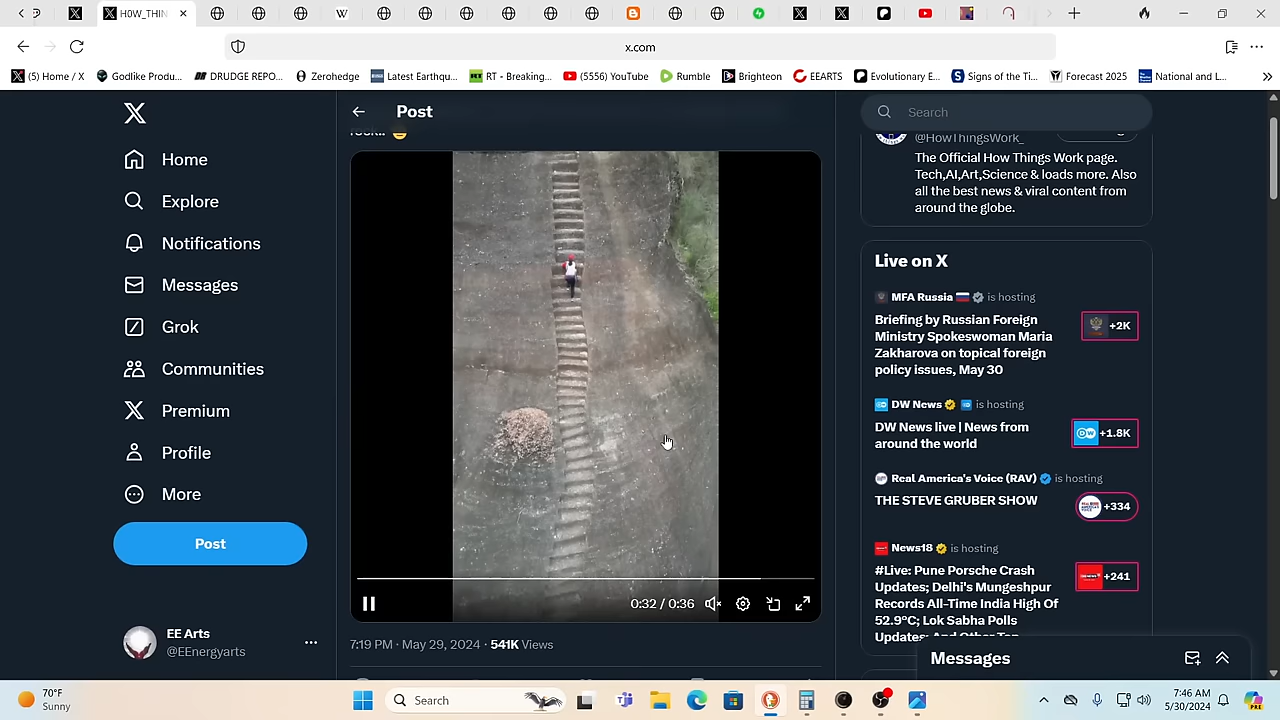 H0W_THIN
x.com
(5) Home / X
Godlike Produ...
DRUDGE REPO...
Zerohedge
Latest Earthqu...
RT - Breaking...
(5556) YouTube
Rumble
Brighteon
EEARTS
Evolutionary E...
Signs of the Ti...
Forecast 2025
National and L...
Post
Search
Home
Explore
Notifications
Messages
Grok
Communities
Premium
Profile
More
Post
EE Arts
@EEnergyarts
0:32 / 0:36
7:19 PM · May 29, 2024 · 541K Views
@HowThingsWork_
The Official How Things Work page.
Tech,AI,Art,Science & loads more. Also
all the best news & viral content from
around the globe.
Live on X
MFA Russia is hosting
Briefing by Russian Foreign
Ministry Spokeswoman Maria
Zakharova on topical foreign
policy issues, May 30
+2K
DW News is hosting
DW News live | News from
around the world
+1.8K
Real America's Voice (RAV) is hosting
THE STEVE GRUBER SHOW
+334
News18 is hosting
#Live: Pune Porsche Crash
Updates; Delhi's Mungeshpur
Records All-Time India High Of
52.9°C; Lok Sabha Polls
Updates; And Other Top
+241
Messages
70°F
Sunny
Search
7:46 AM
5/30/2024
PRE